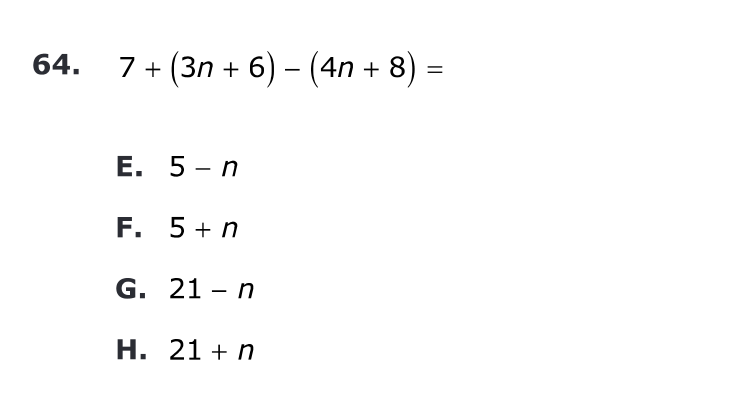 64. 7 + (3n + 6) – (4n + 8) =
E. 5 – n
F. 5 + n
G. 21 – n
H. 21 + n